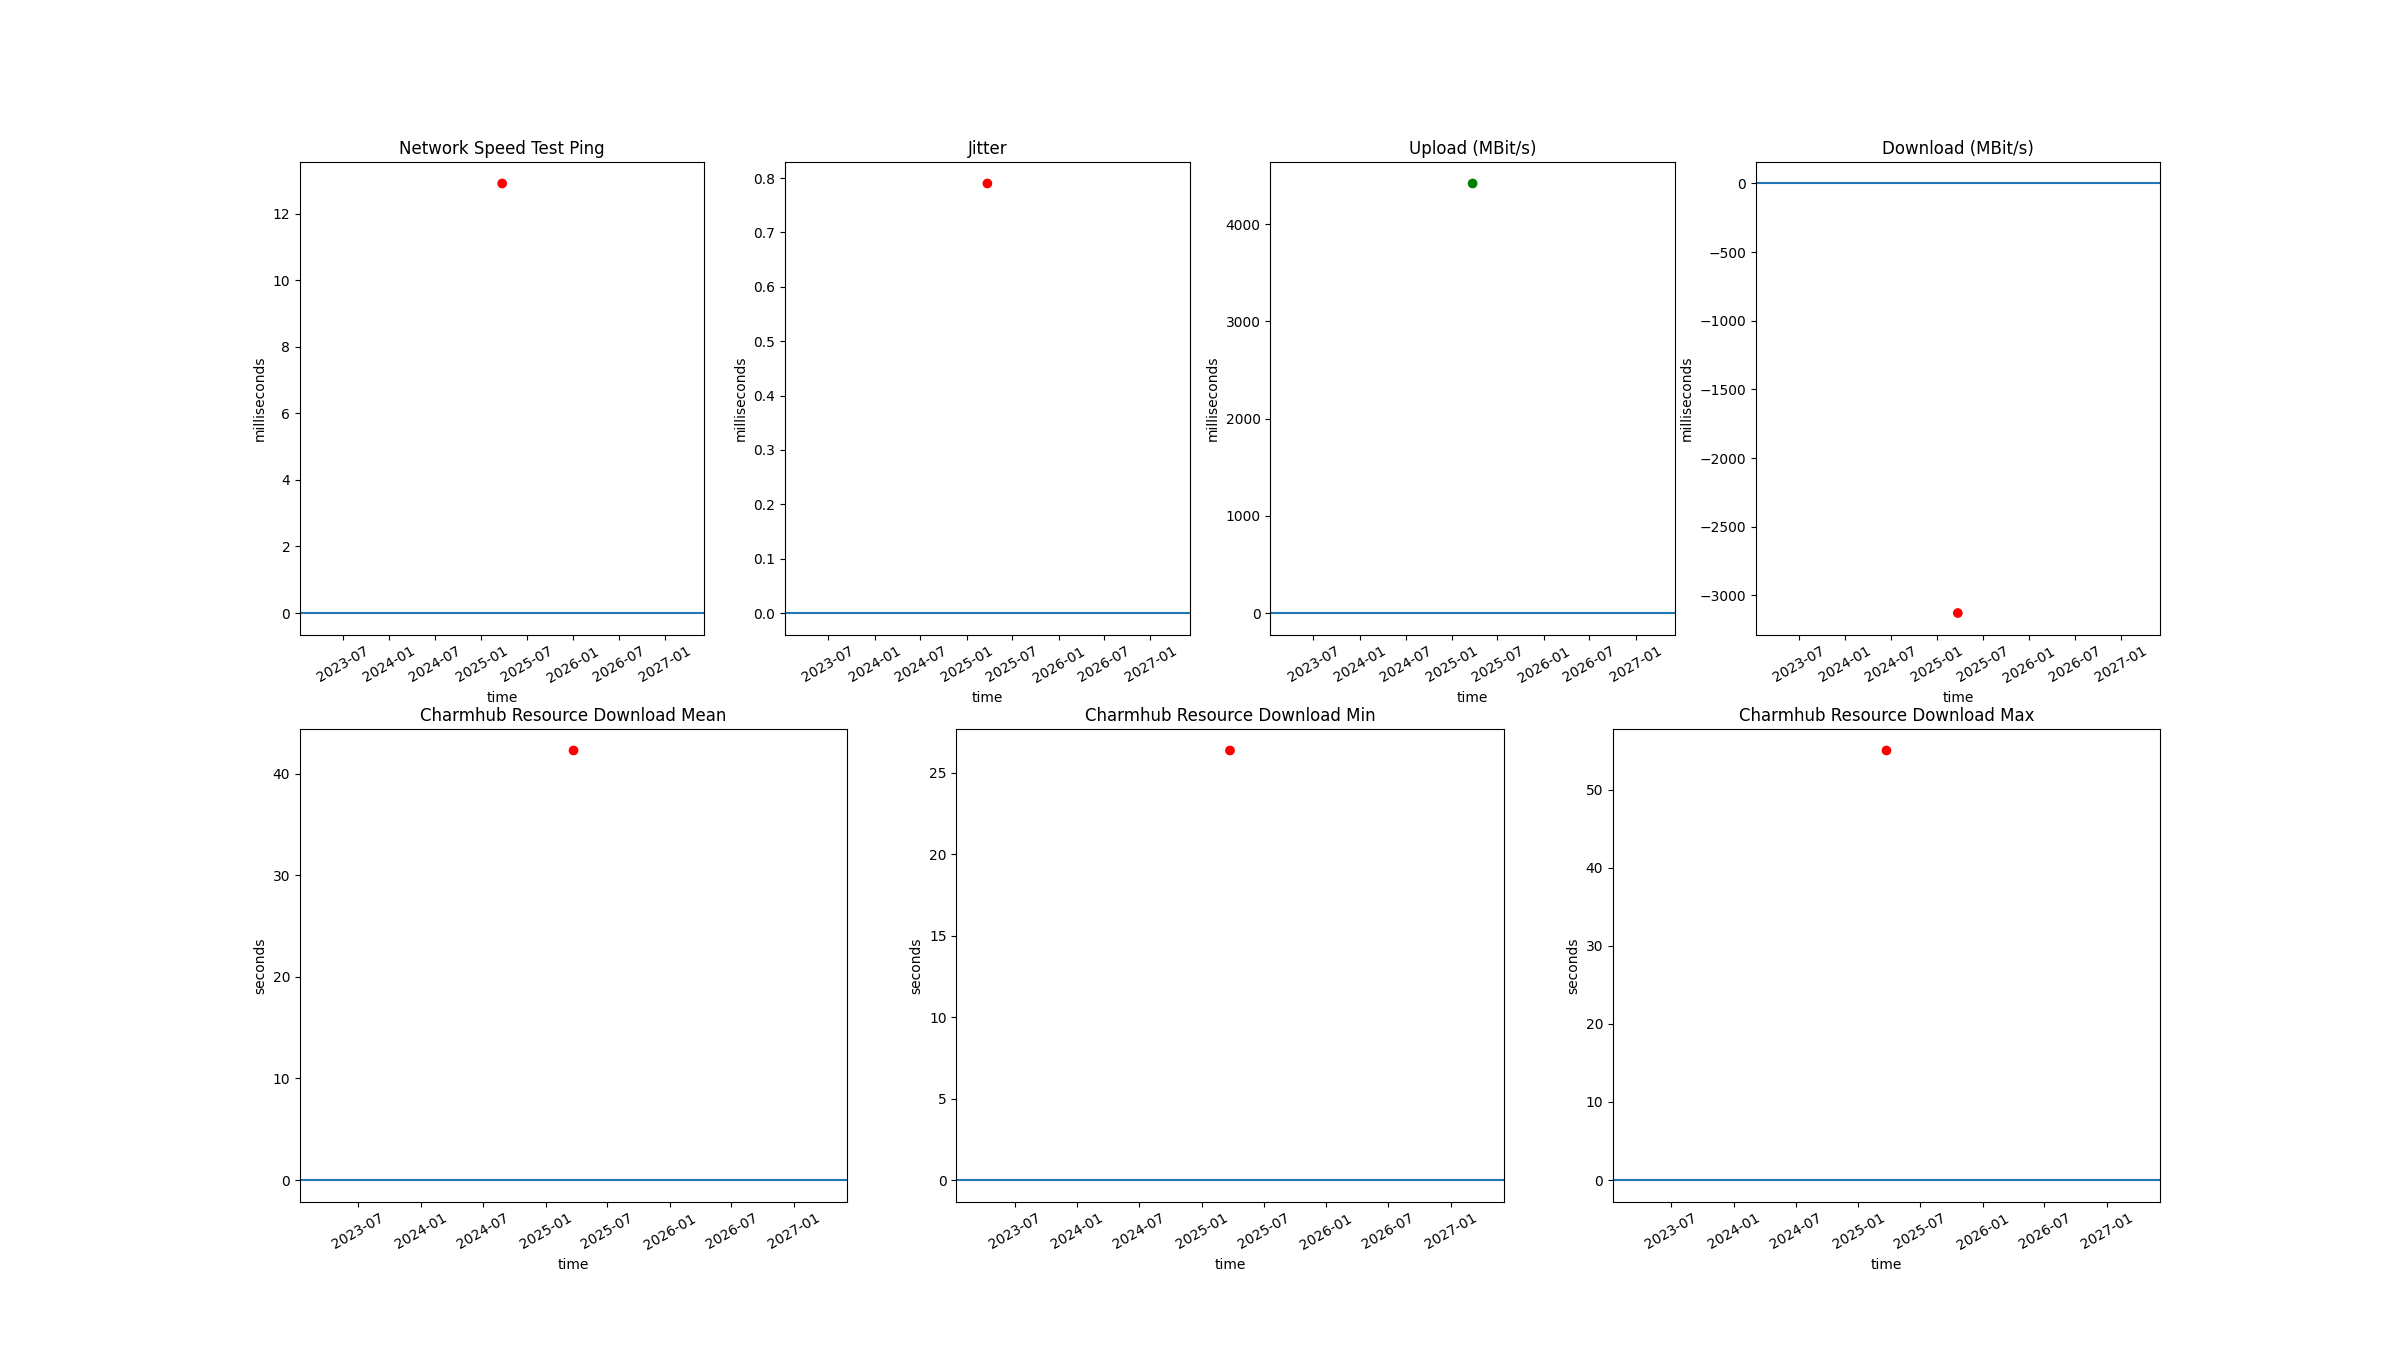 Network Speed Test Ping
12
10
8
6
4
2
0
milliseconds
2023-07 2024-01 2024-07 2025-01 2025-07 2026-01 2026-07 2027-01
time
Jitter
0.8
0.7
0.6
0.5
0.4
0.3
0.2
0.1
0.0
milliseconds
2023-07 2024-01 2024-07 2025-01 2025-07 2026-01 2026-07 2027-01
time
Upload (MBit/s)
4000
3000
2000
1000
0
milliseconds
2023-07 2024-01 2024-07 2025-01 2025-07 2026-01 2026-07 2027-01
time
Download (MBit/s)
0
−500
−1000
−1500
−2000
−2500
−3000
milliseconds
2023-07 2024-01 2024-07 2025-01 2025-07 2026-01 2026-07 2027-01
time
Charmhub Resource Download Mean
40
30
20
10
0
seconds
2023-07 2024-01 2024-07 2025-01 2025-07 2026-01 2026-07 2027-01
time
Charmhub Resource Download Min
25
20
15
10
5
0
seconds
2023-07 2024-01 2024-07 2025-01 2025-07 2026-01 2026-07 2027-01
time
Charmhub Resource Download Max
50
40
30
20
10
0
seconds
2023-07 2024-01 2024-07 2025-01 2025-07 2026-01 2026-07 2027-01
time